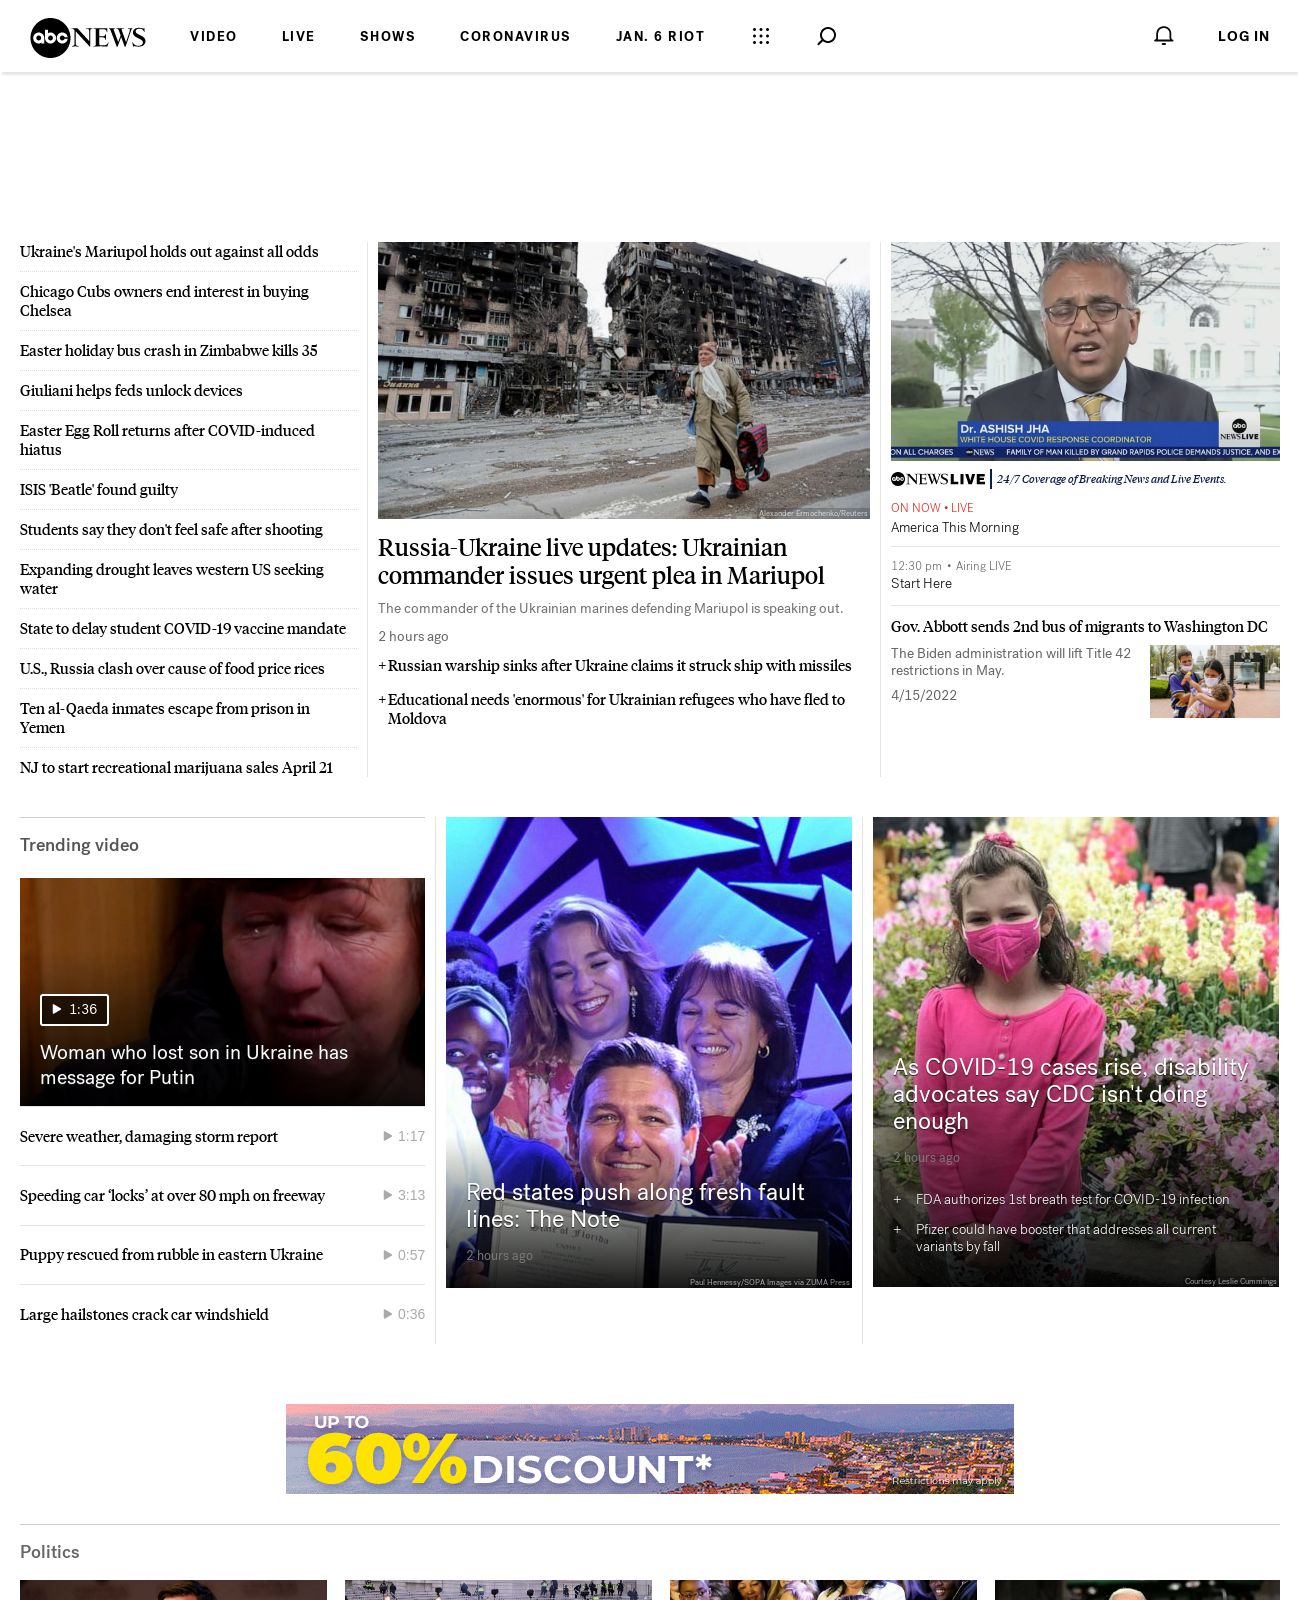 abc NEWS VIDEO LIVE SHOWS CORONAVIRUS JAN. 6 RIOT LOG IN
Ukraine's Mariupol holds out against all odds
Chicago Cubs owners end interest in buying
Chelsea
Easter holiday bus crash in Zimbabwe kills 35
Giuliani helps feds unlock devices
Easter Egg Roll returns after COVID-induced
hiatus
ISIS 'Beatle' found guilty
Students say they don't feel safe after shooting
Expanding drought leaves western US seeking
water
State to delay student COVID-19 vaccine mandate
U.S., Russia clash over cause of food price rices
Ten al-Qaeda inmates escape from prison in
Yemen
NJ to start recreational marijuana sales April 21
Alexander Ermochenko/Reuters
Russia-Ukraine live updates: Ukrainian
commander issues urgent plea in Mariupol
The commander of the Ukrainian marines defending Mariupol is speaking out.
2 hours ago
+ Russian warship sinks after Ukraine claims it struck ship with missiles
+ Educational needs 'enormous' for Ukrainian refugees who have fled to
Moldova
Dr. ASHISH JHA
WHITE HOUSE COVID RESPONSE COORDINATOR
abc
NEWS LIVE
ON ALL CHARGES abc NEWS FAMILY OF MAN KILLED BY GRAND RAPIDS POLICE DEMANDS JUSTICE, AND EX
abc NEWS LIVE 24/7 Coverage of Breaking News and Live Events.
ON NOW • LIVE
America This Morning
12:30 pm • Airing LIVE
Start Here
Gov. Abbott sends 2nd bus of migrants to Washington DC
The Biden administration will lift Title 42
restrictions in May.
4/15/2022
Trending video
1:36
Woman who lost son in Ukraine has
message for Putin
Severe weather, damaging storm report 1:17
Speeding car ‘locks’ at over 80 mph on freeway 3:13
Puppy rescued from rubble in eastern Ukraine 0:57
Large hailstones crack car windshield 0:36
Red states push along fresh fault
lines: The Note
2 hours ago
Paul Hennessy/SOPA Images via ZUMA Press
As COVID-19 cases rise, disability
advocates say CDC isn't doing
enough
2 hours ago
+ FDA authorizes 1st breath test for COVID-19 infection
+ Pfizer could have booster that addresses all current
variants by fall
Courtesy Leslie Cummings
UP TO
60% DISCOUNT*
Restrictions may apply
Politics